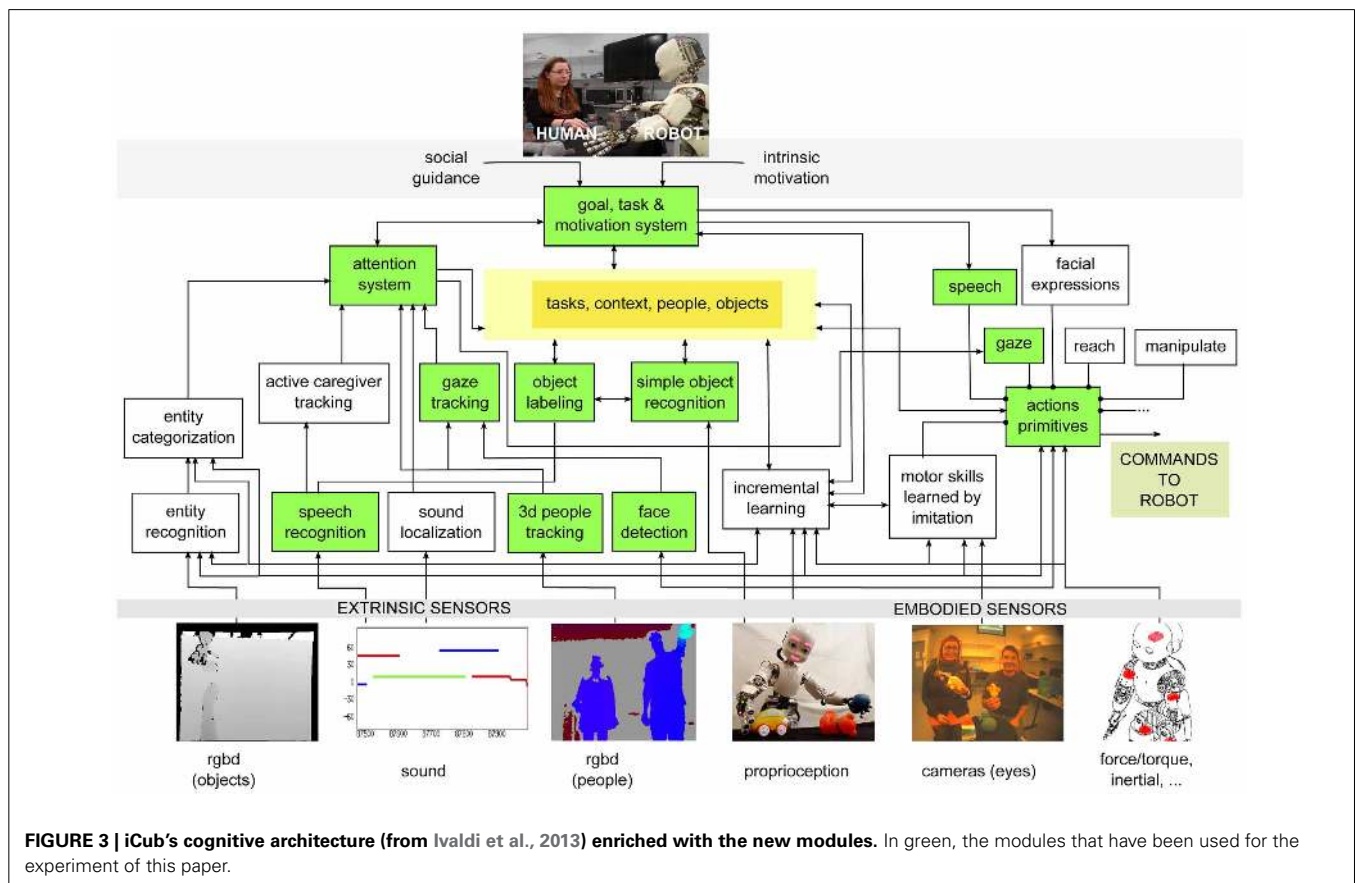 HUMAN ROBOT
social
guidance
intrinsic
motivation
goal, task &
motivation system
attention
system
tasks, context, people, objects
speech
facial
expressions
gaze
reach
manipulate
active caregiver
tracking
gaze
tracking
object
labeling
simple object
recognition
actions
primitives
...
entity
categorization
COMMANDS
TO
ROBOT
entity
recognition
speech
recognition
sound
localization
3d people
tracking
face
detection
incremental
learning
motor skills
learned by
imitation
EXTRINSIC SENSORS
EMBODIED SENSORS
rgbd
(objects)
sound
rgbd
(people)
proprioception
cameras (eyes)
force/torque,
inertial, ...
FIGURE 3 | iCub's cognitive architecture (from Ivaldi et al., 2013) enriched with the new modules. In green, the modules that have been used for the
experiment of this paper.